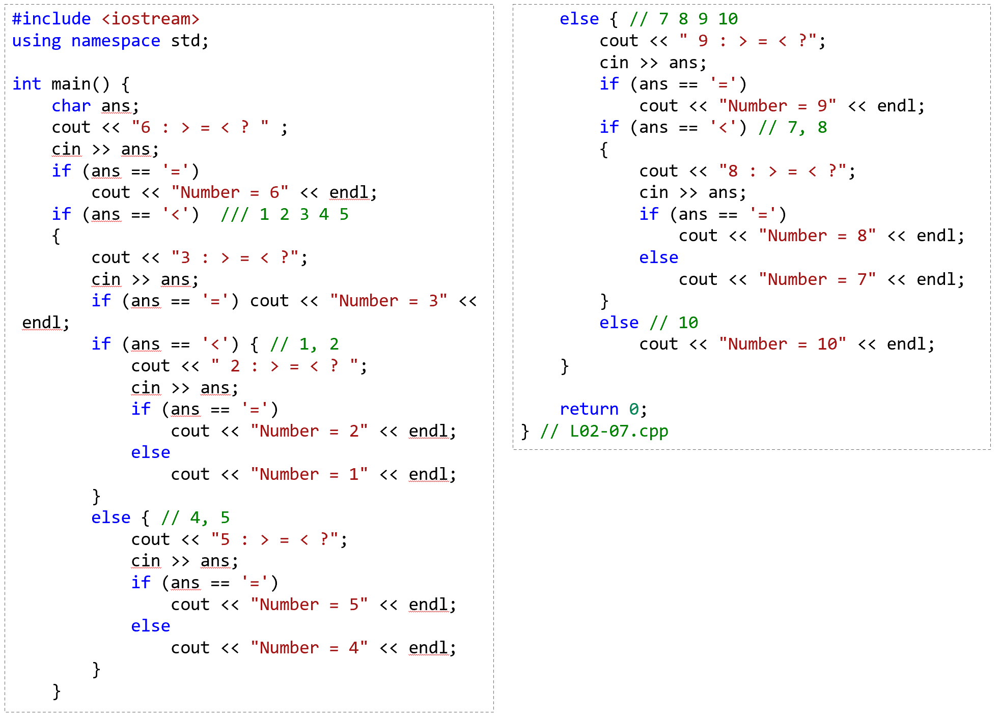 #include <iostream>
using namespace std;
int main() {
char ans;
cout << "6 : > = < ? " ;
cin >> ans;
if (ans == '=')
cout << "Number = 6" << endl;
if (ans == '<')  /// 1 2 3 4 5
{
cout << "3 : > = < ?";
cin >> ans;
if (ans == '=') cout << "Number = 3" <<
endl;
if (ans == '<') { // 1, 2
cout << " 2 : > = < ? ";
cin >> ans;
if (ans == '=')
cout << "Number = 2" << endl;
else
cout << "Number = 1" << endl;
}
else { // 4, 5
cout << "5 : > = < ?";
cin >> ans;
if (ans == '=')
cout << "Number = 5" << endl;
else
cout << "Number = 4" << endl;
}
}
else { // 7 8 9 10
cout << " 9 : > = < ?";
cin >> ans;
if (ans == '=')
cout << "Number = 9" << endl;
if (ans == '<') // 7, 8
{
cout << "8 : > = < ?";
cin >> ans;
if (ans == '=')
cout << "Number = 8" << endl;
else
cout << "Number = 7" << endl;
}
else // 10
cout << "Number = 10" << endl;
}
return 0;
} // L02-07.cpp